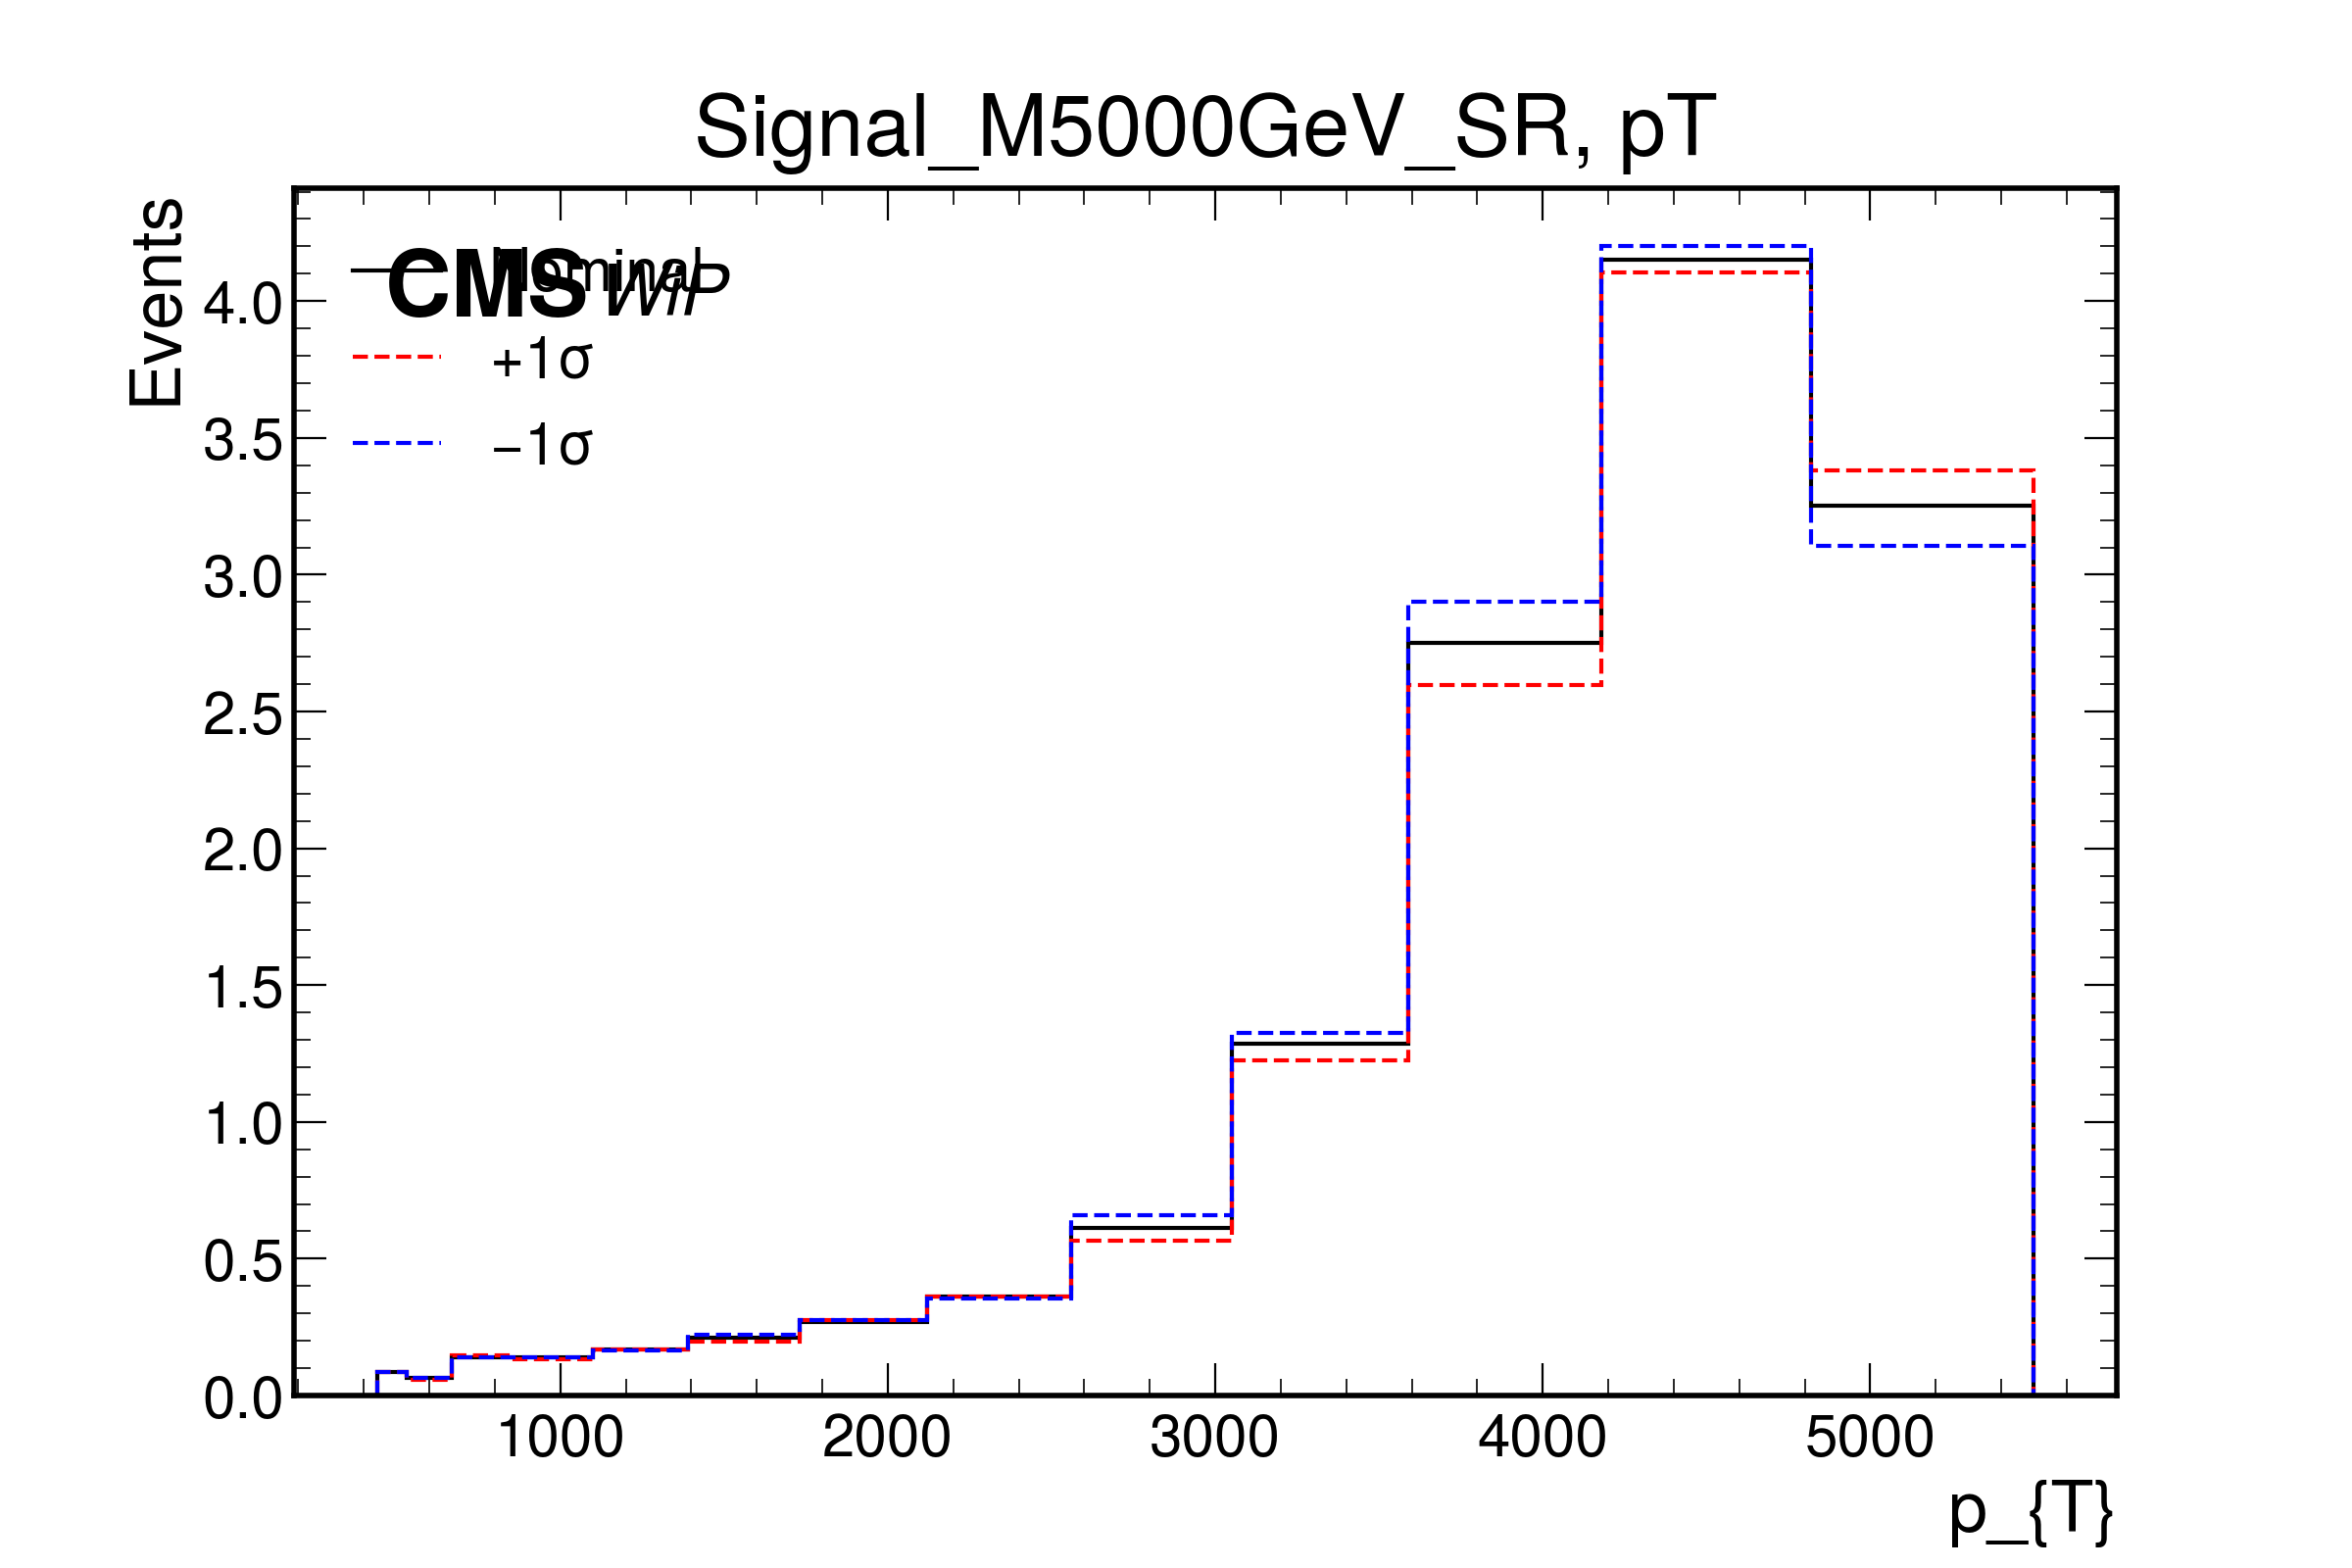 Signal_M5000GeV_SR, pT
Events
CMS WiP
Nominal
+1σ
−1σ
4.0
3.5
3.0
2.5
2.0
1.5
1.0
0.5
0.0
1000 2000 3000 4000 5000
p_{T}